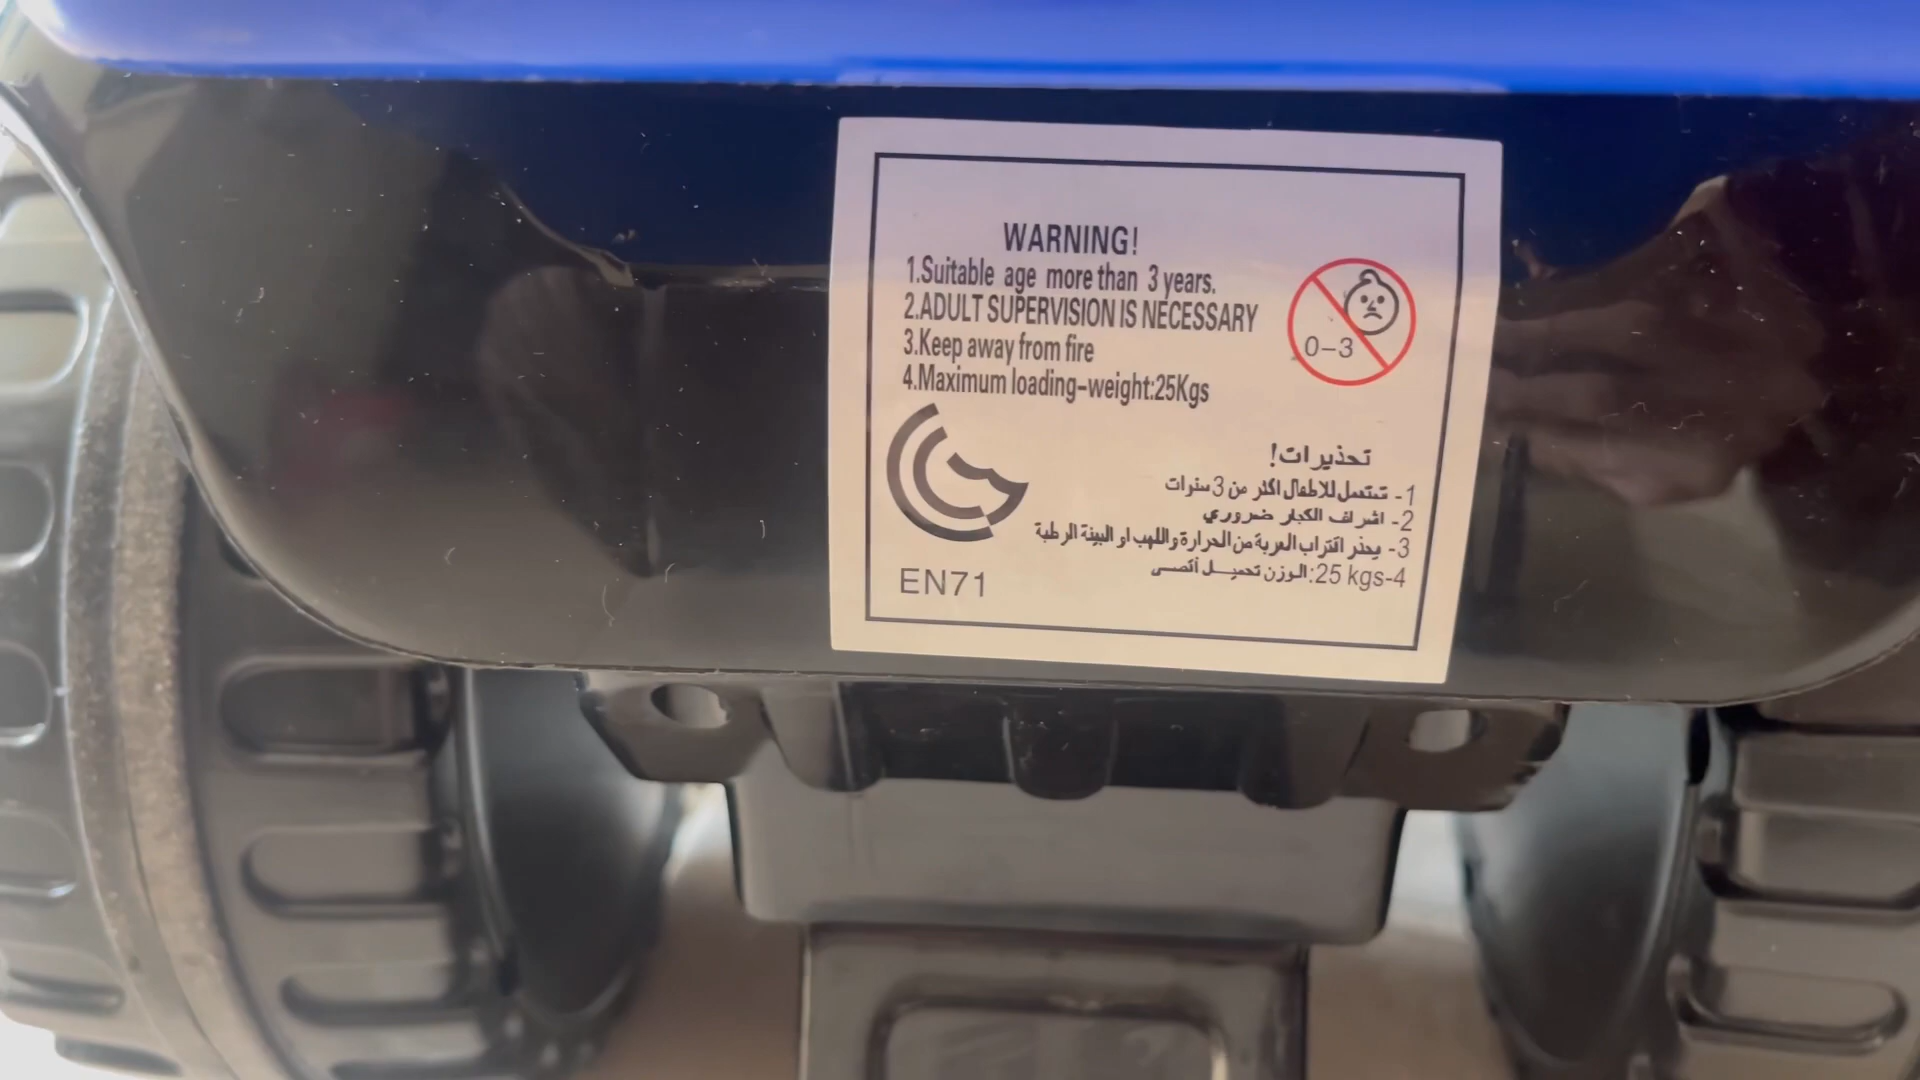 WARNING!
1.Suitable age more than 3 years.
2.ADULT SUPERVISION IS NECESSARY
3.Keep away from fire
4.Maximum loading-weight:25Kgs
0-3
تحذيرات!
1- تستعمل للاطفال اكثر من 3 سنوات
2- اشراف الكبار ضروري
3- يحذر اقتراب العربة من الحرارة واللهب او البيئة الرطبة
4-25 kgs:الوزن تحميل أقصى
EN71